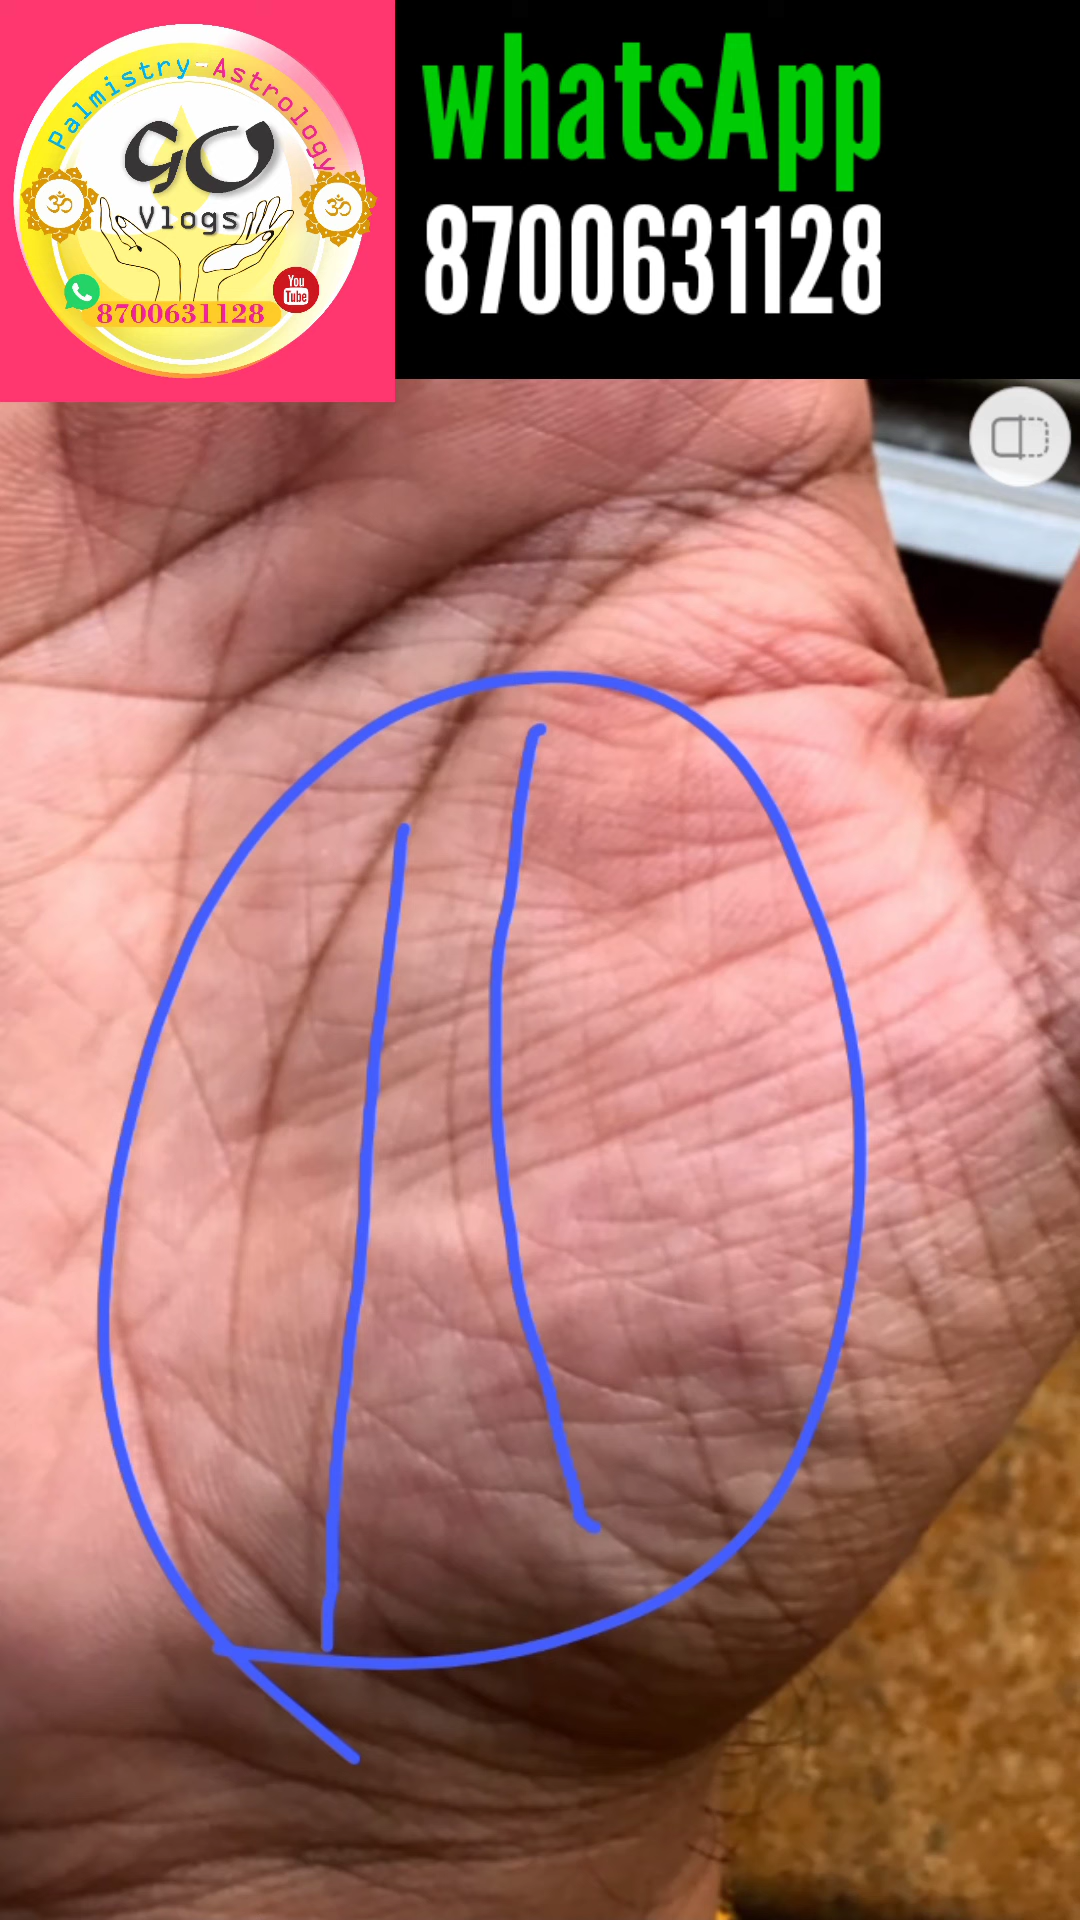 Palmistry-Astrology
GO
Vlogs
ॐ
ॐ
You
Tube
8700631128
whatsApp
8700631128